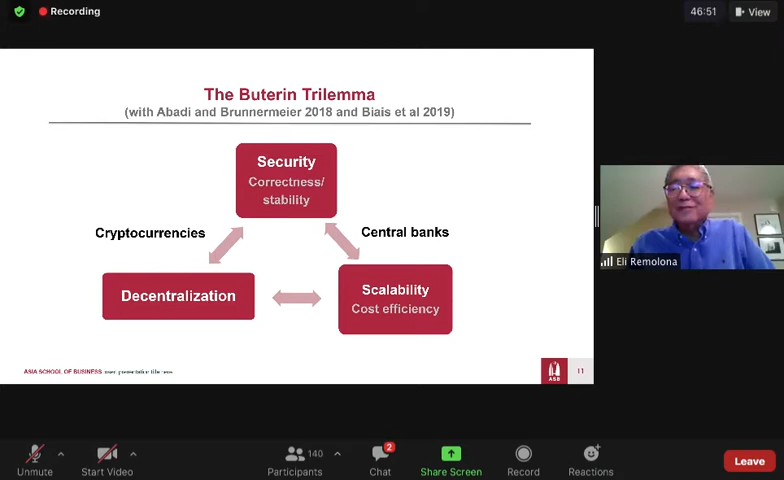 Recording
46:51
View
The Buterin Trilemma
(with Abadi and Brunnermeier 2018 and Biais et al 2019)
Security
Correctness/
stability
Cryptocurrencies
Central banks
Decentralization
Scalability
Cost efficiency
Eli Remolona
ASIA SCHOOL OF BUSINESS
ASB
11
Unmute
Start Video
140
Participants
2
Chat
Share Screen
Record
Reactions
Leave